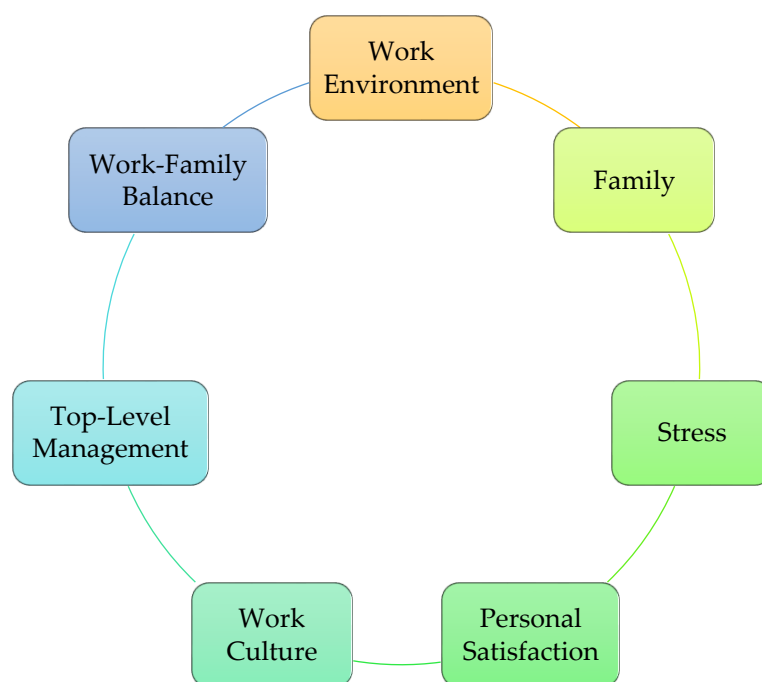 Work
Environment
Family
Stress
Personal
Satisfaction
Work
Culture
Top-Level
Management
Work-Family
Balance